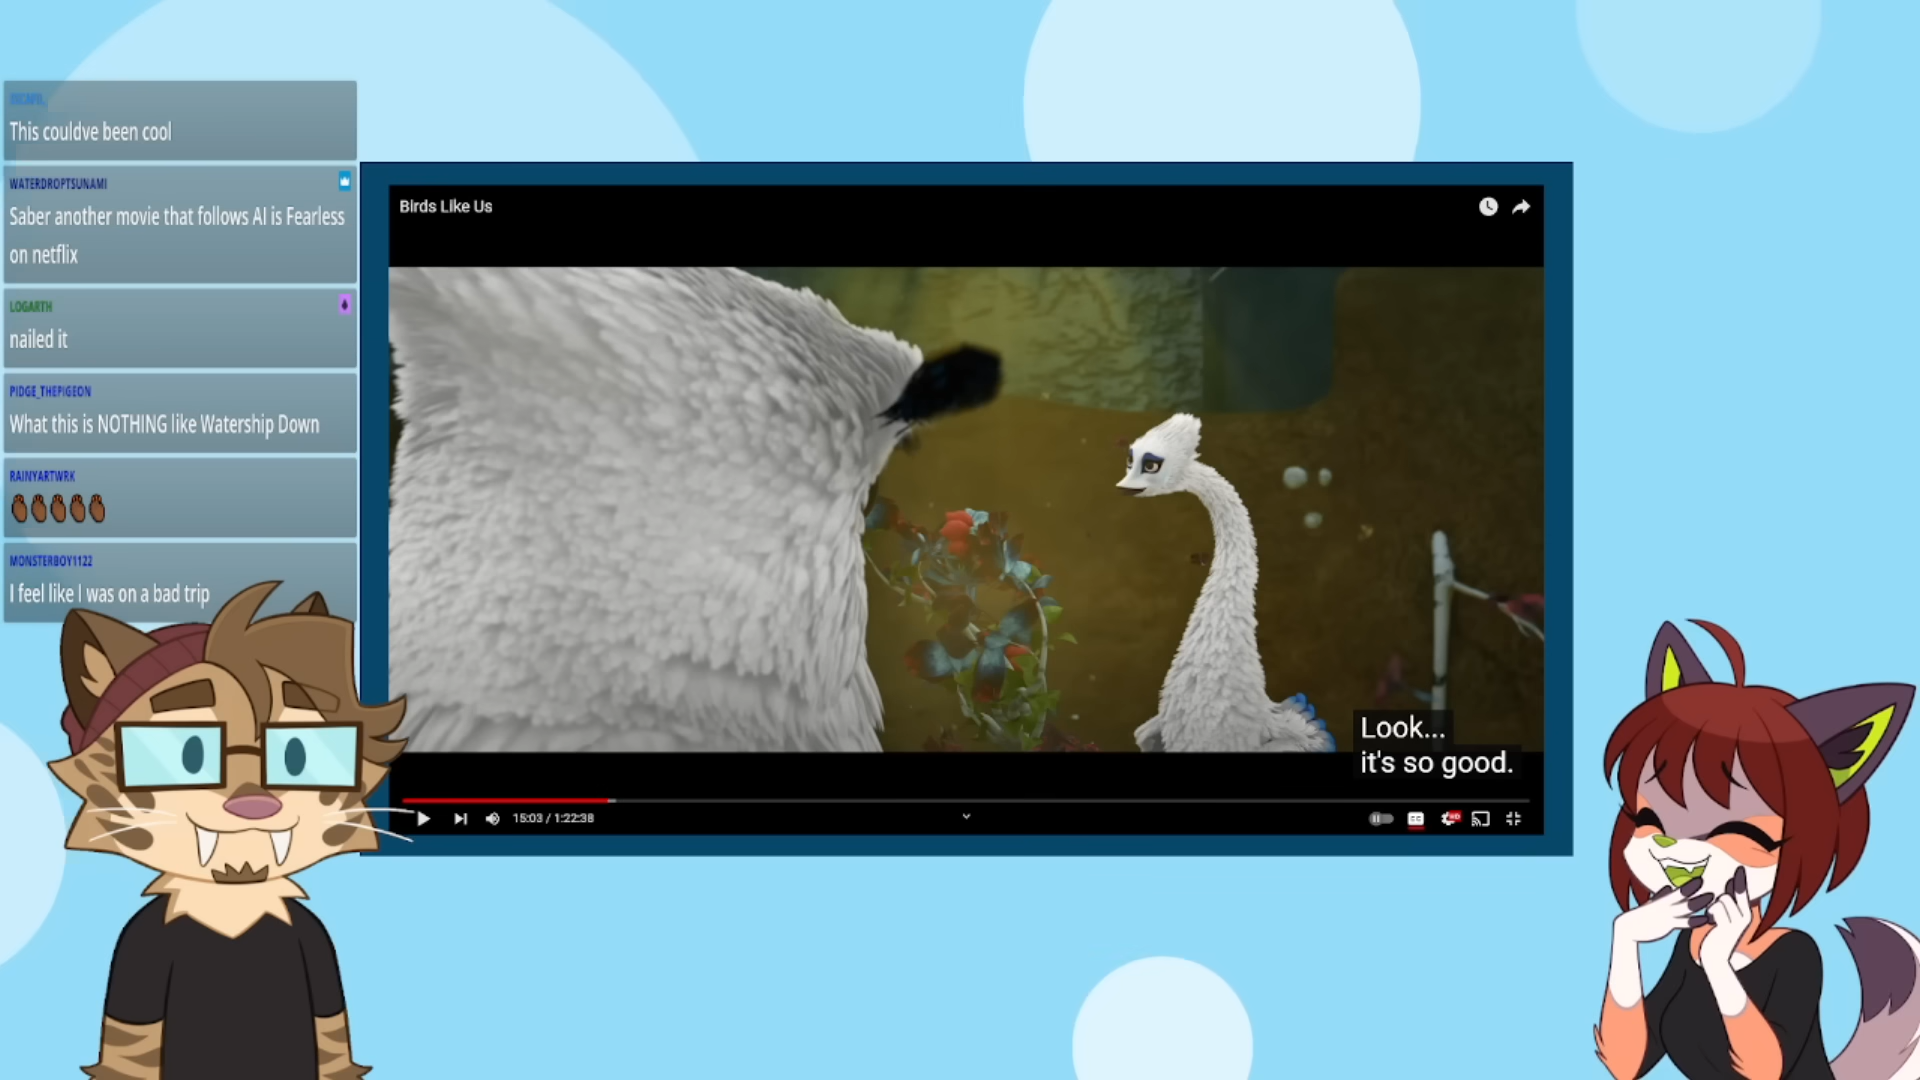 This couldve been cool
WATERDROPTSUNAMI
Saber another movie that follows AI is Fearless
on netflix
LOGARTH
nailed it
PIDGE_THEPIGEON
What this is NOTHING like Watership Down
RAINYARTWRK
MONSTERBOY1122
I feel like I was on a bad trip
Birds Like Us
Look...
it's so good.
15:03 / 1:22:38